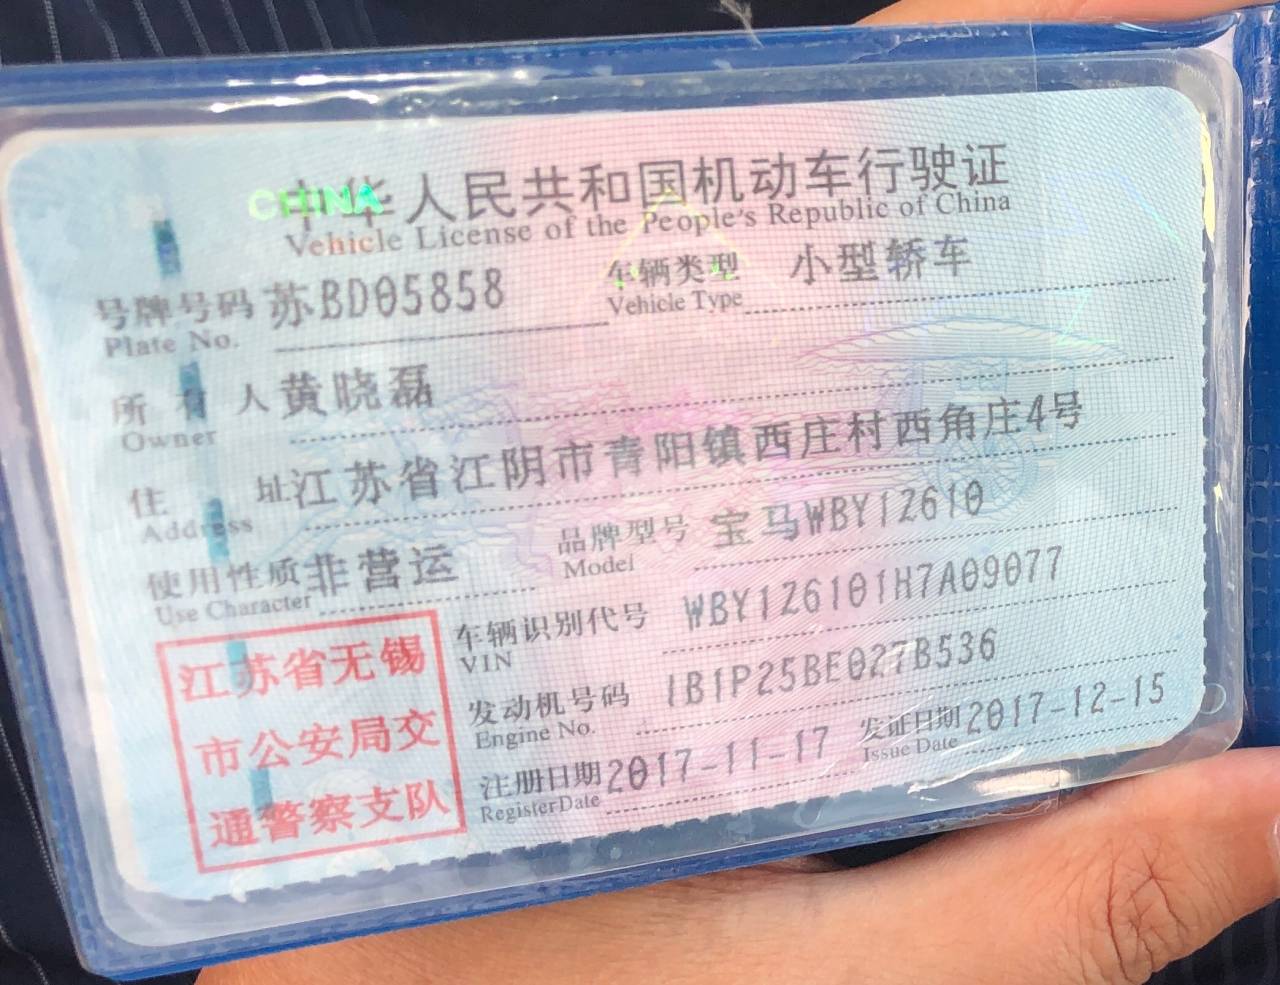 中华人民共和国机动车行驶证
CHINA
Vehicle License of the People's Republic of China
号牌号码 苏BD05858 车辆类型 小型轿车
Plate No. Vehicle Type
所有人 黄晓磊
Owner
住址 江苏省江阴市青阳镇西庄村西角庄4号
Address
使用性质 非营运 品牌型号 宝马WBY12610
Use Character Model
车辆识别代号 WBY126101H7A09077
VIN
发动机号码 1B1P25BE027B536
Engine No.
注册日期 2017-11-17 发证日期 2017-12-15
Register Date Issue Date
江苏省无锡
市公安局交
通警察支队